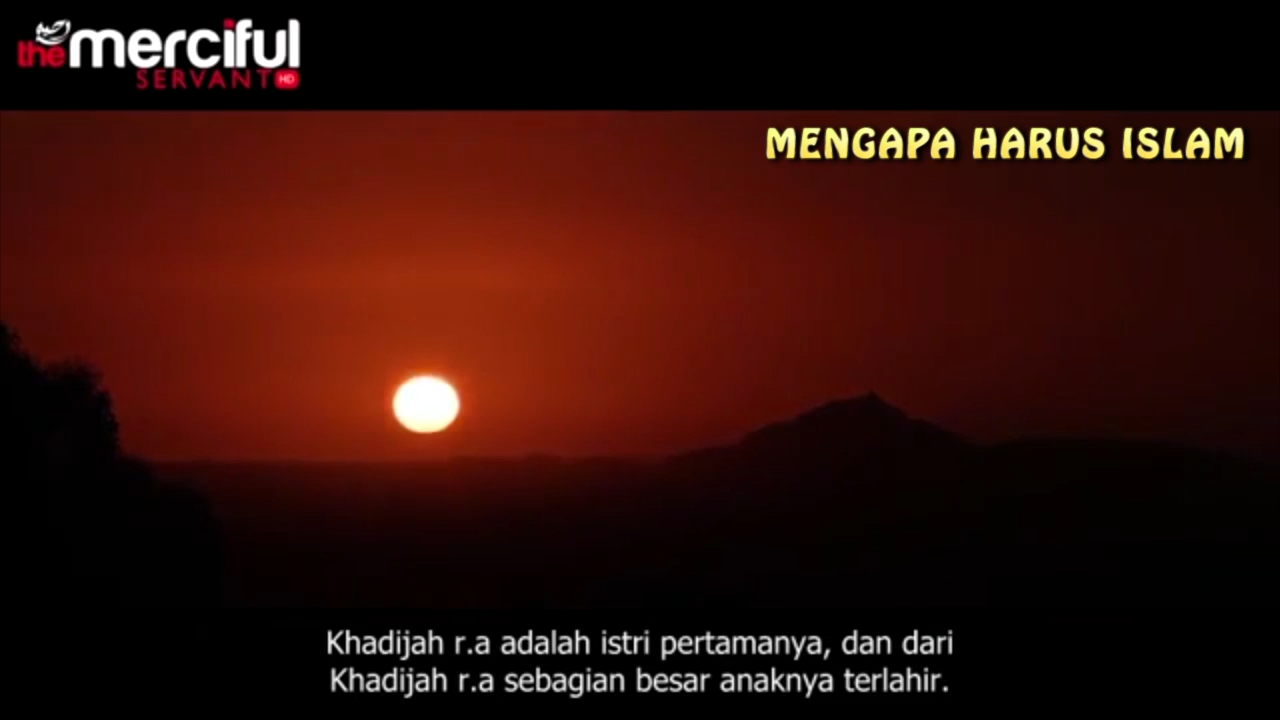 the merciful
SERVANT HD
MENGAPA HARUS ISLAM
Khadijah r.a adalah istri pertamanya, dan dari
Khadijah r.a sebagian besar anaknya terlahir.